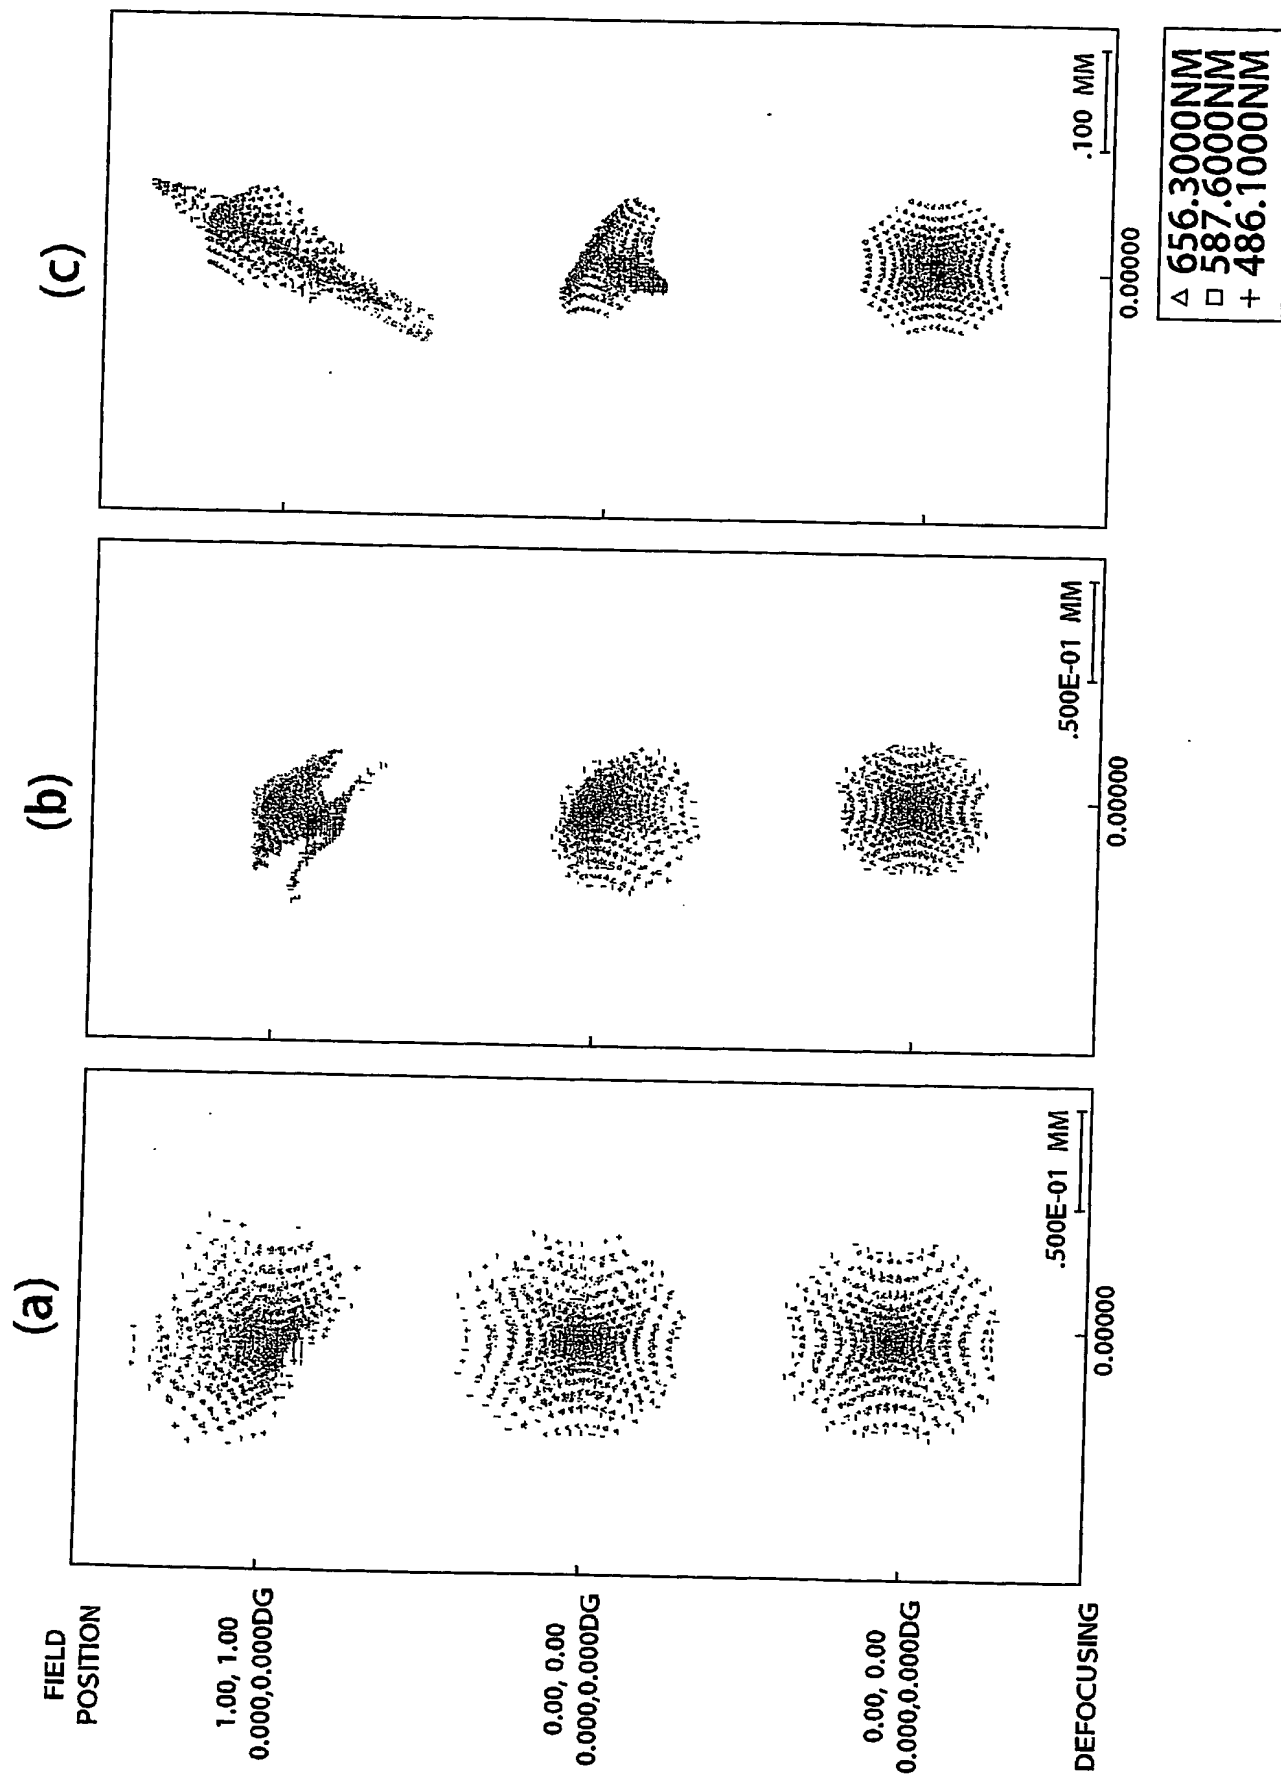 (a)
(b)
(c)
FIELD
POSITION
1.00, 1.00
0.000,0.000DG
0.00, 0.00
0.000,0.000DG
0.00, 0.00
0.000,0.000DG
DEFOCUSING
.500E-01 MM
0.00000
.500E-01 MM
0.00000
.100 MM
0.00000
△ 656.3000NM
□ 587.6000NM
+ 486.1000NM